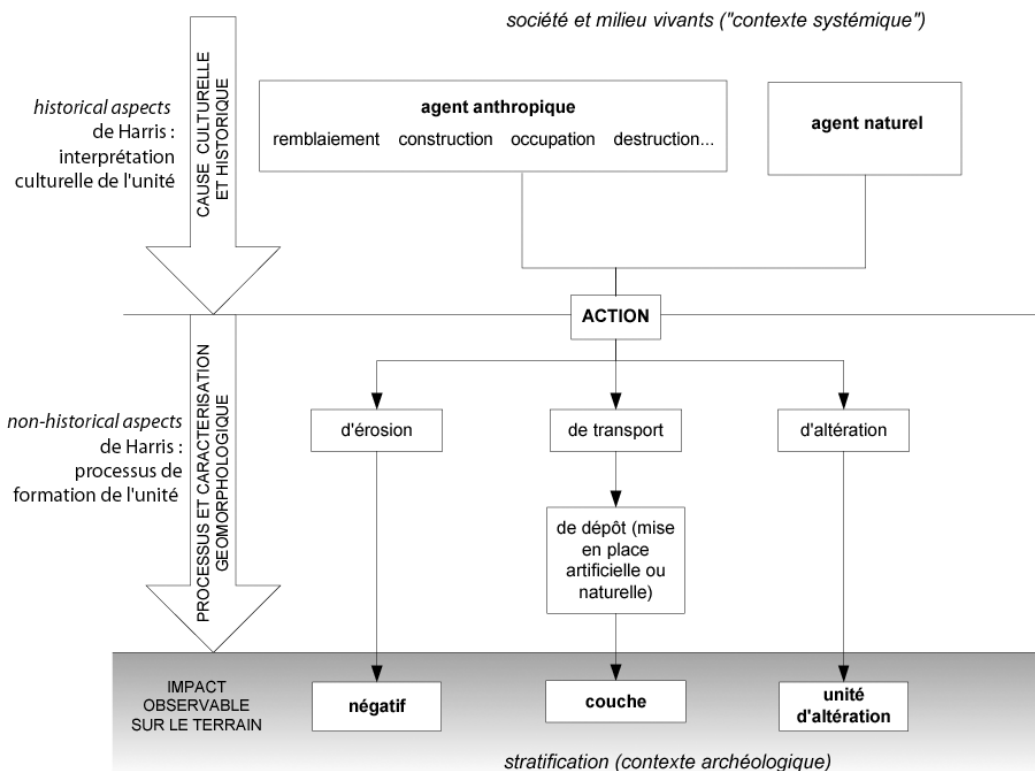 société et milieu vivants ("contexte systémique")
historical aspects
de Harris :
interprétation
culturelle de l'unité
CAUSE CULTURELLE
ET HISTORIQUE
agent anthropique
remblaiement construction occupation destruction...
agent naturel
ACTION
non-historical aspects
de Harris :
processus de
formation de l'unité
PROCESSUS ET CARACTERISATION
GEOMORPHOLOGIQUE
d'érosion
de transport
d'altération
de dépôt (mise
en place
artificielle ou
naturelle)
IMPACT
OBSERVABLE
SUR LE TERRAIN
négatif
couche
unité
d'altération
stratification (contexte archéologique)